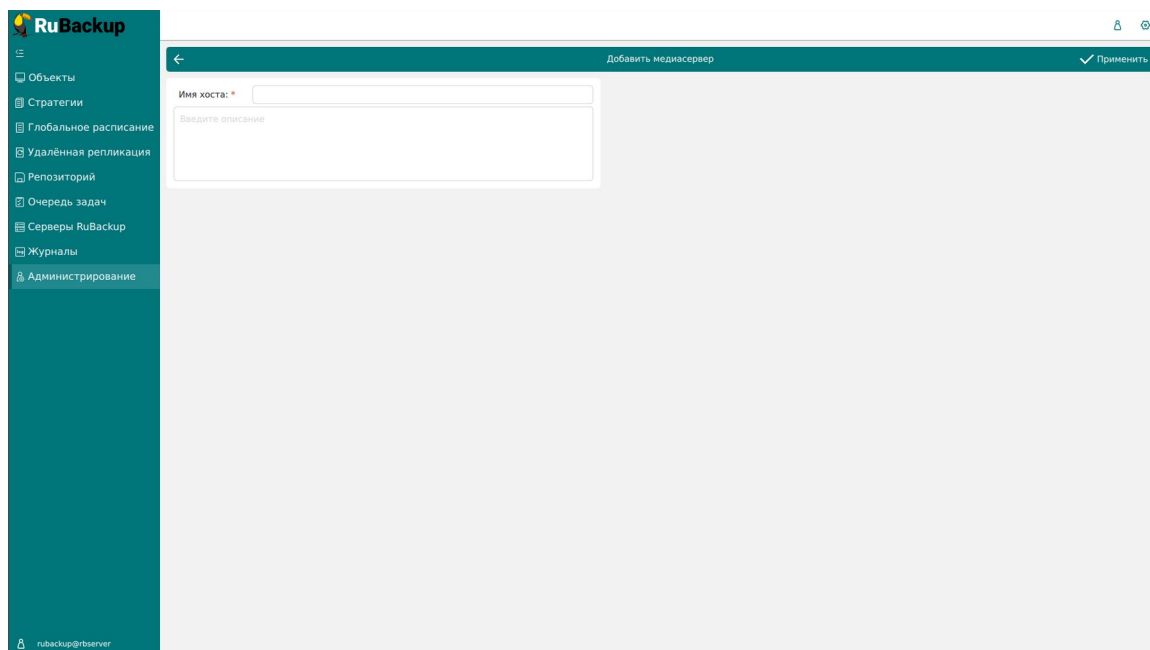 RuBackup
Добавить медиасервер
Применить
Объекты
Стратегии
Глобальное расписание
Удалённая репликация
Репозиторий
Очередь задач
Серверы RuBackup
Журналы
Администрирование
Имя хоста: *
Введите описание
rubackup@rbserver